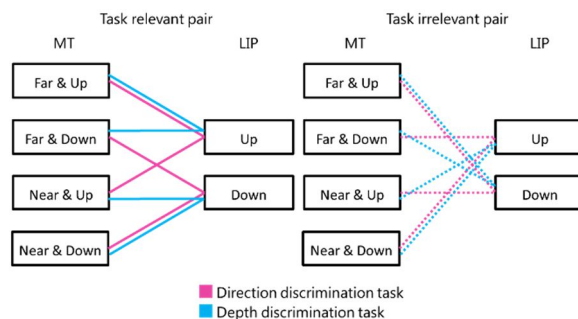 Task relevant pair
Task irrelevant pair
MT
LIP
MT
LIP
Far & Up
Far & Up
Far & Down
Up
Far & Down
Up
Near & Up
Down
Near & Up
Down
Near & Down
Near & Down
Direction discrimination task
Depth discrimination task